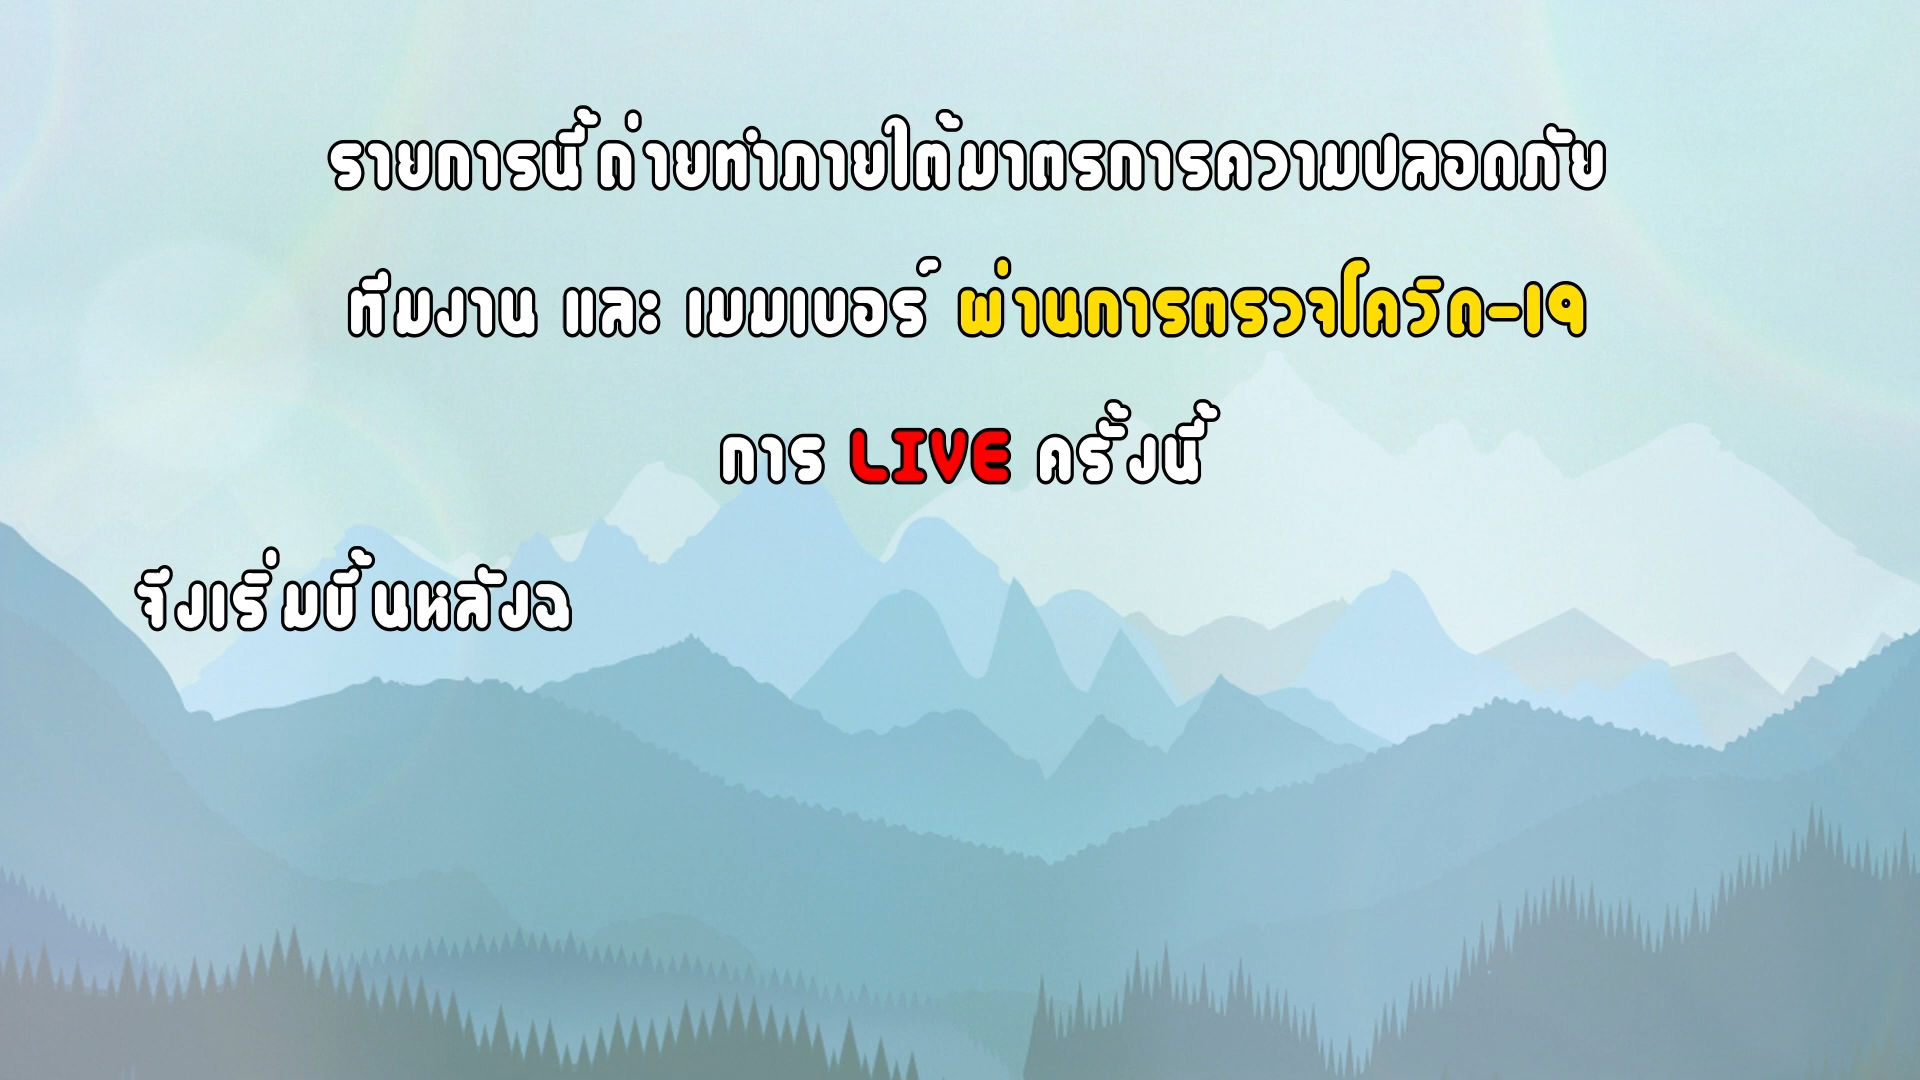 รายการนี้ถ่ายทำภายใต้มาตรการความปลอดภัย
ทีมงาน และ เมมเบอร์ ผ่านการตรวจโควิด-19
การ LIVE ครั้งนี้
จึงเริ่มขึ้นหลังฉ